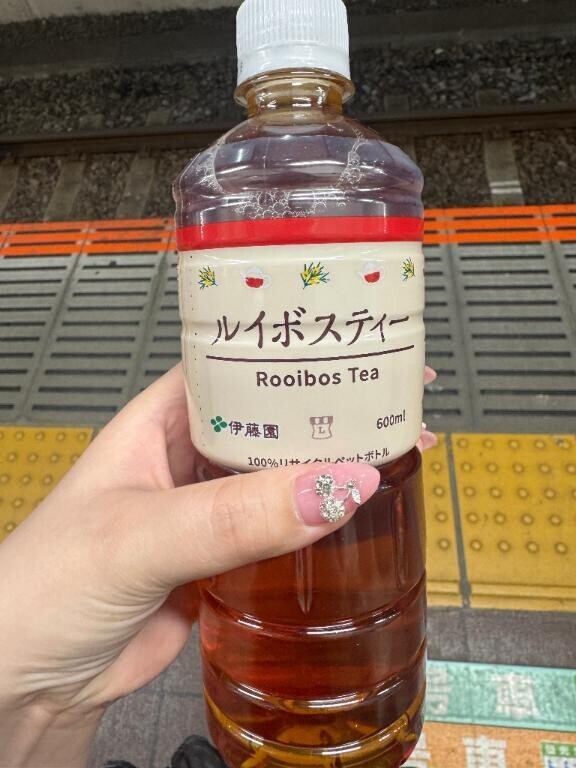 ルイボスティー
Rooibos Tea
伊藤園
L
600ml
100%リサイクルペットボトル